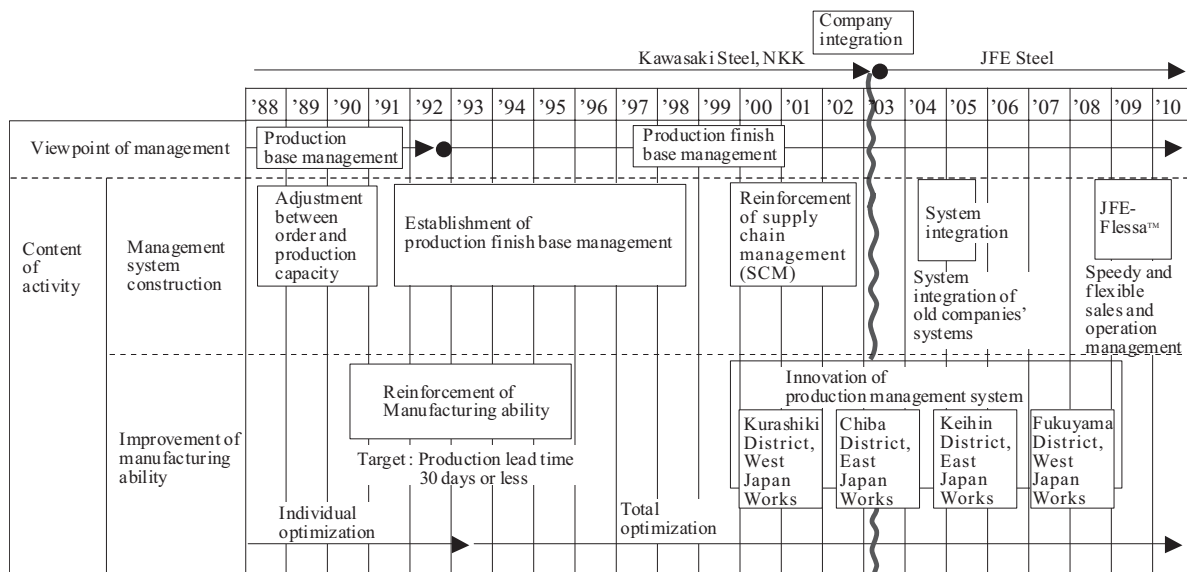 Company
integration
Kawasaki Steel, NKK
JFE Steel
’88 ’89 ’90 ’91 ’92 ’93 ’94 ’95 ’96 ’97 ’98 ’99 ’00 ’01 ’02 ’03 ’04 ’05 ’06 ’07 ’08 ’09 ’10
Viewpoint of management
Production
base management
Production finish
base management
Content
of
activity
Management
system
construction
Adjustment
between
order and
production
capacity
Establishment of
production finish base management
Reinforcement
of supply
chain
management
(SCM)
System
integration
System
integration of
old companies’
systems
JFE-
Flessa™
Speedy and
flexible
sales and
operation
management
Improvement of
manufacturing
ability
Reinforcement of
Manufacturing ability
Target : Production lead time
30 days or less
Innovation of
production management system
Kurashiki
District,
West
Japan
Works
Chiba
District,
East
Japan
Works
Keihin
District,
East
Japan
Works
Fukuyama
District,
West
Japan
Works
Individual
optimization
Total
optimization